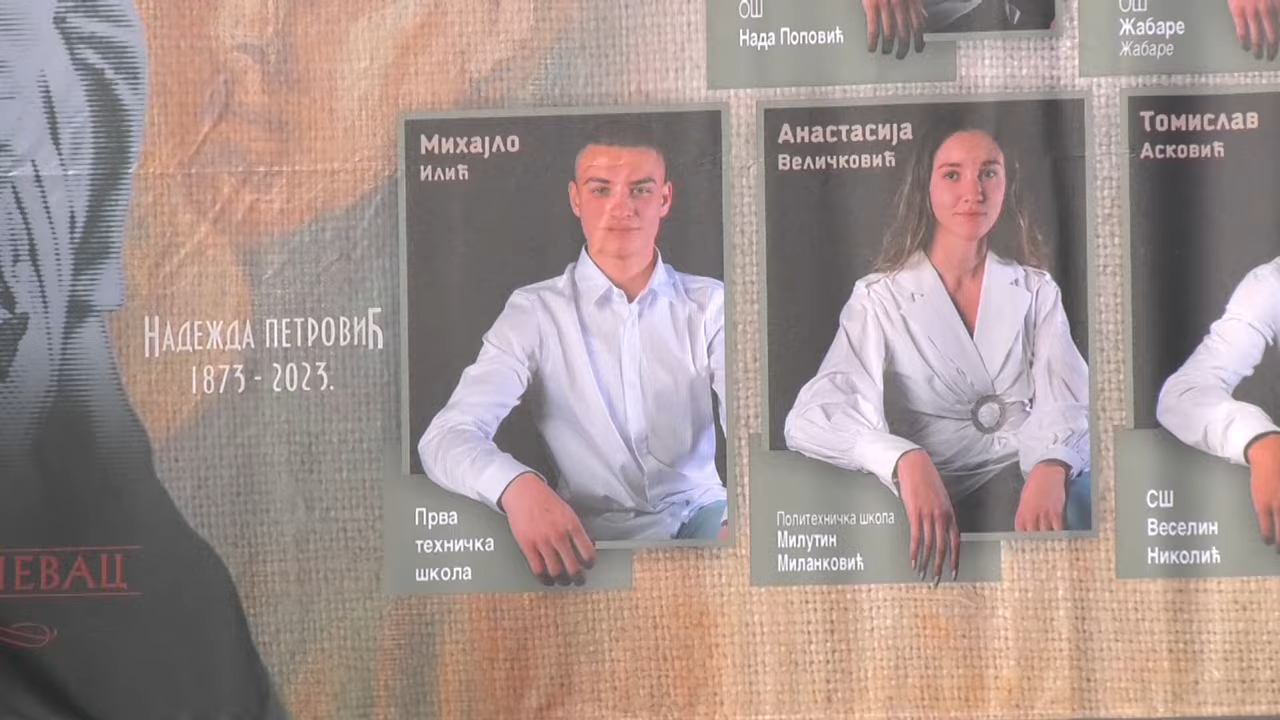 ОШ
Нада Поповић
ОШ
Жабаре
Жабаре
Михајло
Илић
Прва
техничка
школа
Анастасија
Величковић
Политехничка школа
Милутин
Миланковић
Томислав
Асковић
СШ
Веселин
Николић
Надежда Петровић
1873 - 2023.